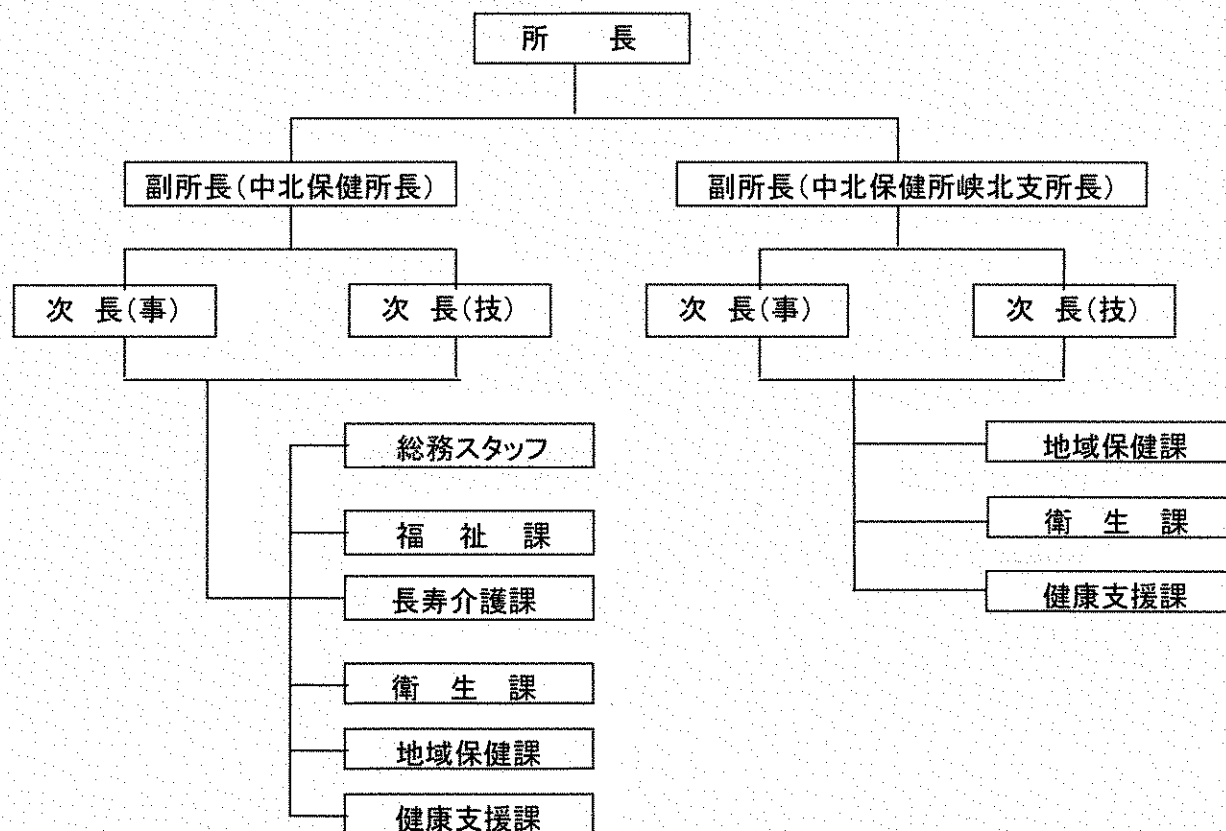 所　長
副所長(中北保健所長)
副所長(中北保健所峡北支所長)
次 長(事)
次 長(技)
次 長(事)
次 長(技)
総務スタッフ
福　祉　課
長寿介護課
衛　生　課
地域保健課
健康支援課
地域保健課
衛　生　課
健康支援課